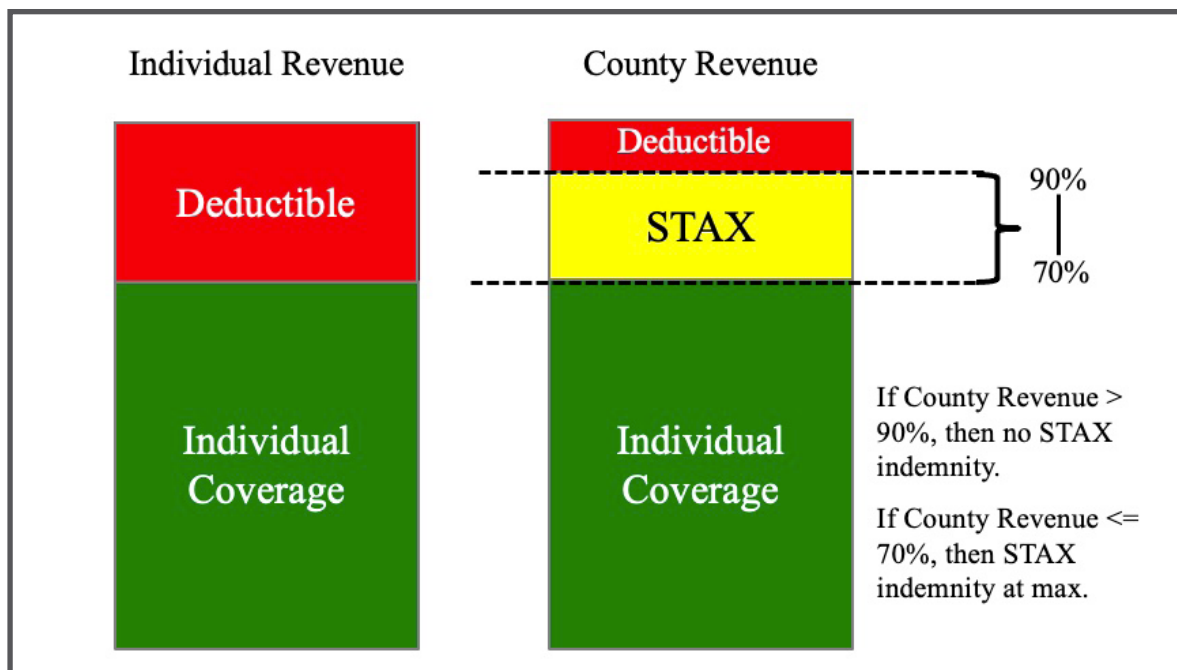 Individual Revenue
County Revenue
Deductible
Individual
Coverage
Deductible
STAX
Individual
Coverage
90%
70%
If County Revenue >
90%, then no STAX
indemnity.
If County Revenue <=
70%, then STAX
indemnity at max.